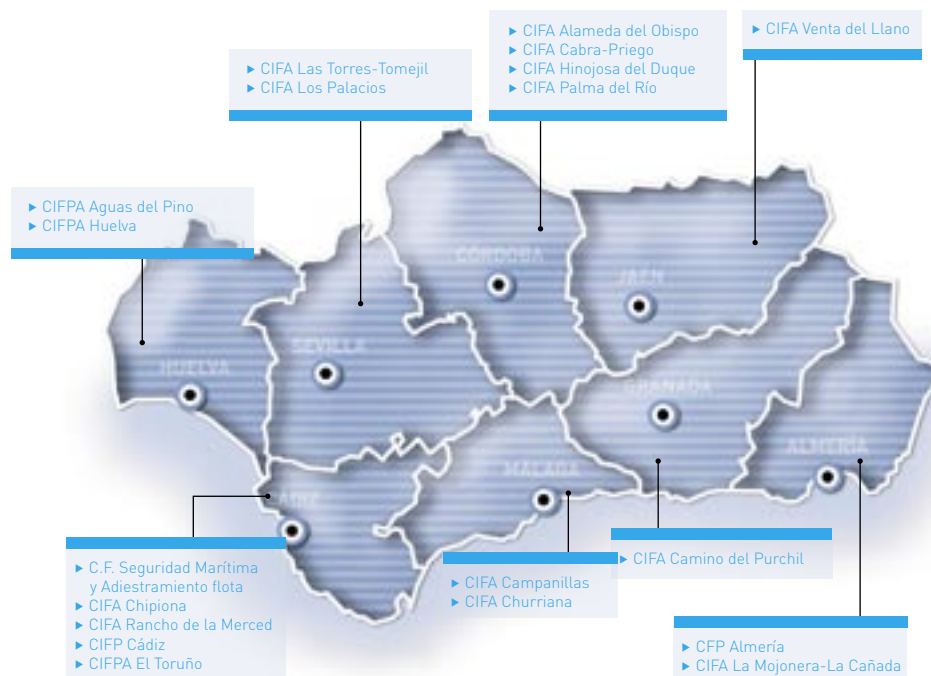 ▶ CIFA Alameda del Obispo
▶ CIFA Cabra-Priego
▶ CIFA Hinojosa del Duque
▶ CIFA Palma del Río
▶ CIFA Venta del Llano
▶ CIFA Las Torres-Tomejil
▶ CIFA Los Palacios
▶ CIFPA Aguas del Pino
▶ CIFPA Huelva
CÓRDOBA
JAÉN
SEVILLA
HUELVA
GRANADA
ALMERÍA
MÁLAGA
CÁDIZ
▶ C.F. Seguridad Marítima
y Adiestramiento flota
▶ CIFA Chipiona
▶ CIFA Rancho de la Merced
▶ CIFP Cádiz
▶ CIFPA El Toruño
▶ CIFA Campanillas
▶ CIFA Churriana
▶ CIFA Camino del Purchil
▶ CFP Almería
▶ CIFA La Mojonera-La Cañada